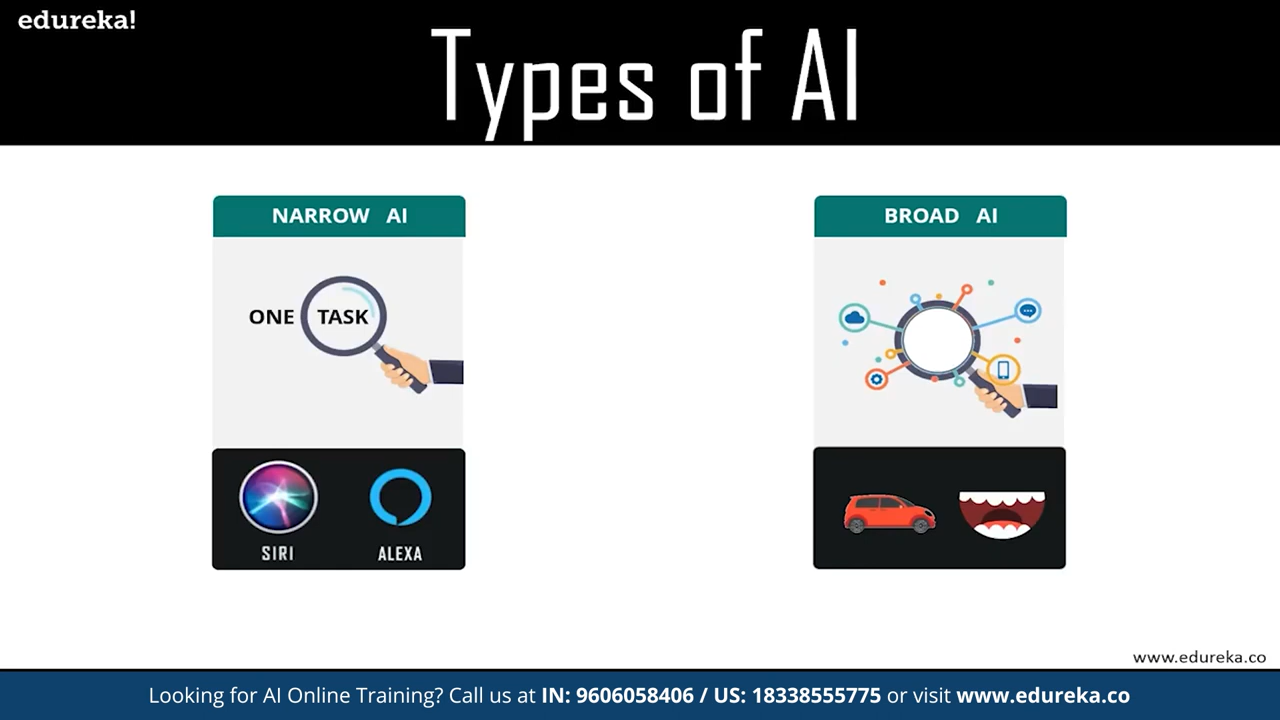 edureka!
Types of AI
NARROW AI
ONE TASK
SIRI ALEXA
BROAD AI
www.edureka.co
Looking for AI Online Training? Call us at IN: 9606058406 / US: 18338555775 or visit www.edureka.co